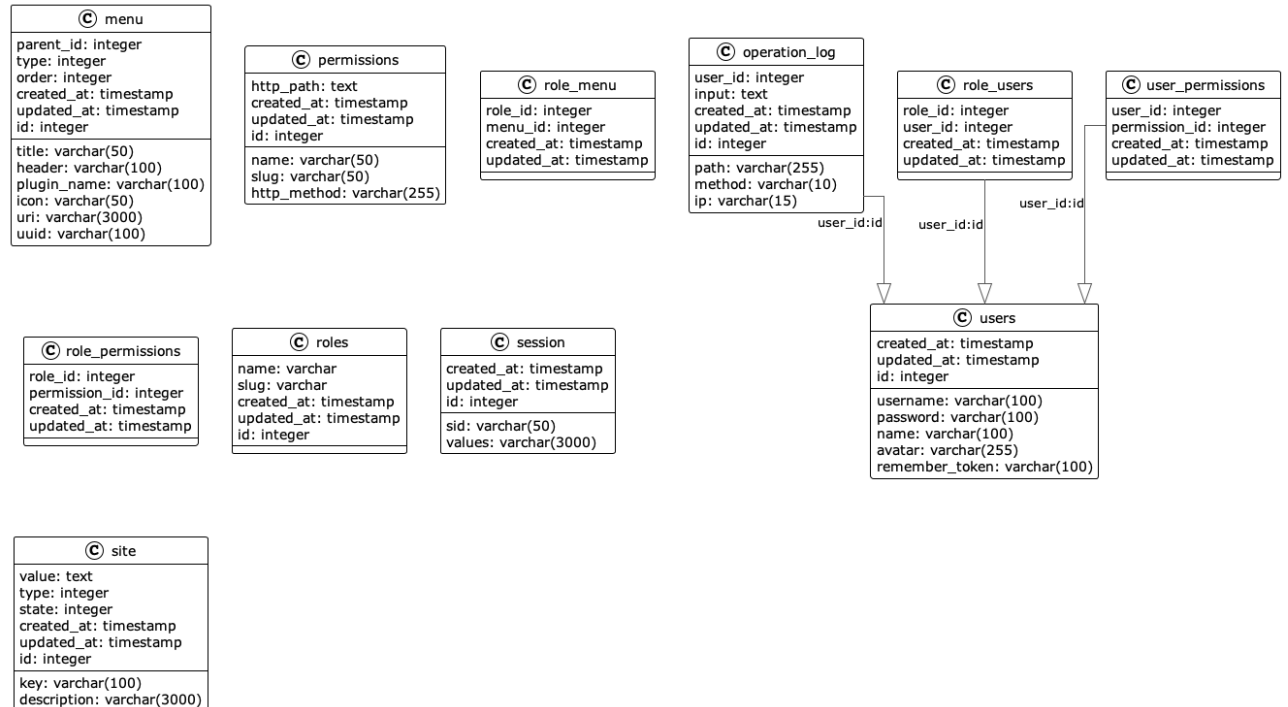 C menu
parent_id: integer
type: integer
order: integer
created_at: timestamp
updated_at: timestamp
id: integer
title: varchar(50)
header: varchar(100)
plugin_name: varchar(100)
icon: varchar(50)
uri: varchar(3000)
uuid: varchar(100)
C permissions
http_path: text
created_at: timestamp
updated_at: timestamp
id: integer
name: varchar(50)
slug: varchar(50)
http_method: varchar(255)
C role_menu
role_id: integer
menu_id: integer
created_at: timestamp
updated_at: timestamp
C operation_log
user_id: integer
input: text
created_at: timestamp
updated_at: timestamp
id: integer
path: varchar(255)
method: varchar(10)
ip: varchar(15)
C role_users
role_id: integer
user_id: integer
created_at: timestamp
updated_at: timestamp
C user_permissions
user_id: integer
permission_id: integer
created_at: timestamp
updated_at: timestamp
user_id:id
user_id:id
user_id:id
C role_permissions
role_id: integer
permission_id: integer
created_at: timestamp
updated_at: timestamp
C roles
name: varchar
slug: varchar
created_at: timestamp
updated_at: timestamp
id: integer
C session
created_at: timestamp
updated_at: timestamp
id: integer
sid: varchar(50)
values: varchar(3000)
C users
created_at: timestamp
updated_at: timestamp
id: integer
username: varchar(100)
password: varchar(100)
name: varchar(100)
avatar: varchar(255)
remember_token: varchar(100)
C site
value: text
type: integer
state: integer
created_at: timestamp
updated_at: timestamp
id: integer
key: varchar(100)
description: varchar(3000)